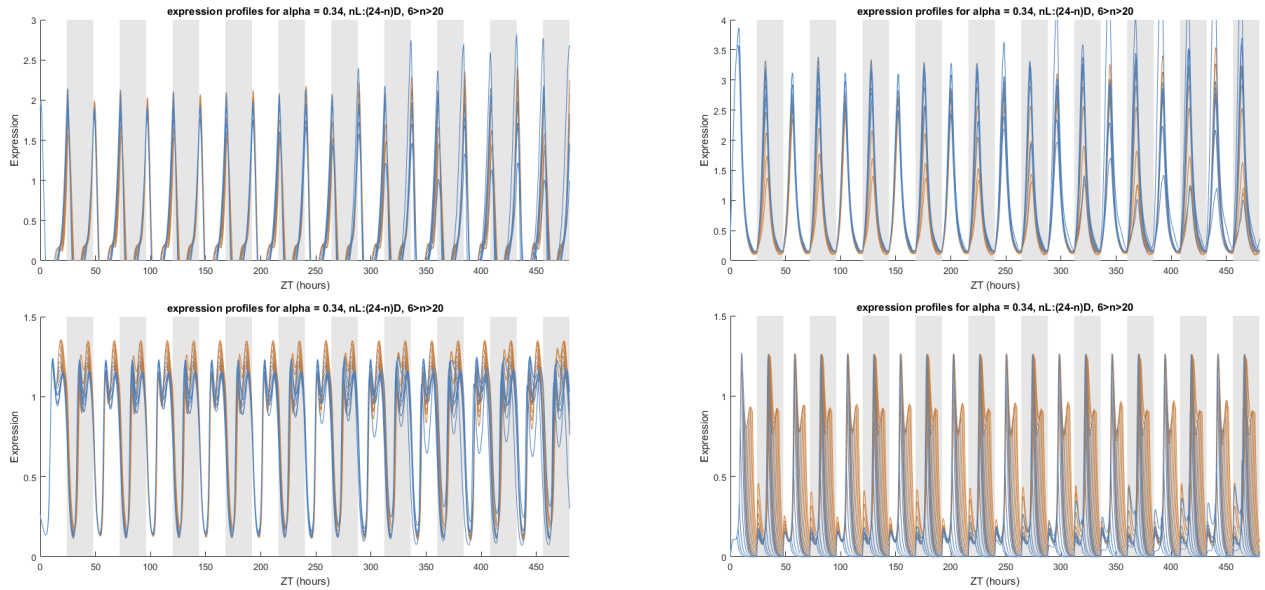 expression profiles for alpha = 0.34, nL:(24-n)D, 6>n>20
3
2.5
2
1.5
1
0.5
0
Expression
0 50 100 150 200 250 300 350 400 450
ZT (hours)
expression profiles for alpha = 0.34, nL:(24-n)D, 6>n>20
4
3.5
3
2.5
2
1.5
1
0.5
0
Expression
0 50 100 150 200 250 300 350 400 450
ZT (hours)
expression profiles for alpha = 0.34, nL:(24-n)D, 6>n>20
1.5
1
0.5
0
Expression
0 50 100 150 200 250 300 350 400 450
ZT (hours)
expression profiles for alpha = 0.34, nL:(24-n)D, 6>n>20
1.5
1
0.5
0
Expression
0 50 100 150 200 250 300 350 400 450
ZT (hours)